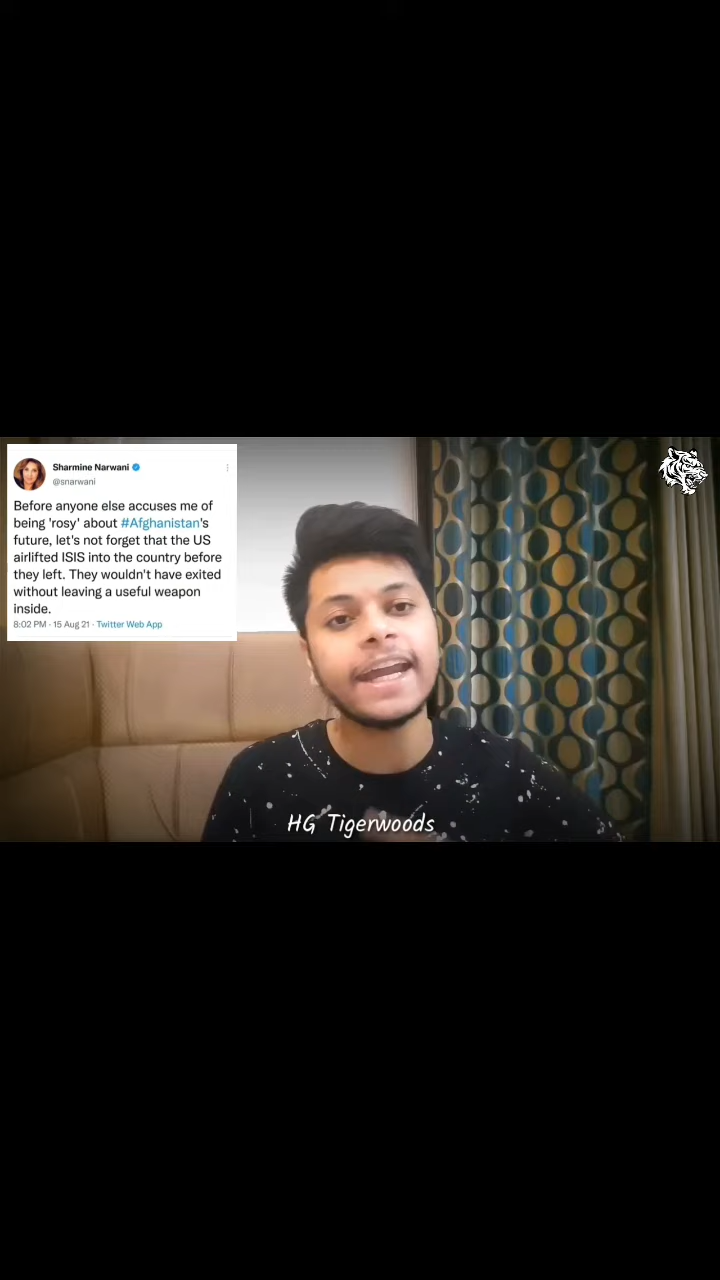 Sharmine Narwani
@snarwani
Before anyone else accuses me of
being 'rosy' about #Afghanistan's
future, let's not forget that the US
airlifted ISIS into the country before
they left. They wouldn't have exited
without leaving a useful weapon
inside.
8:02 PM · 15 Aug 21 · Twitter Web App
HG Tigerwoods